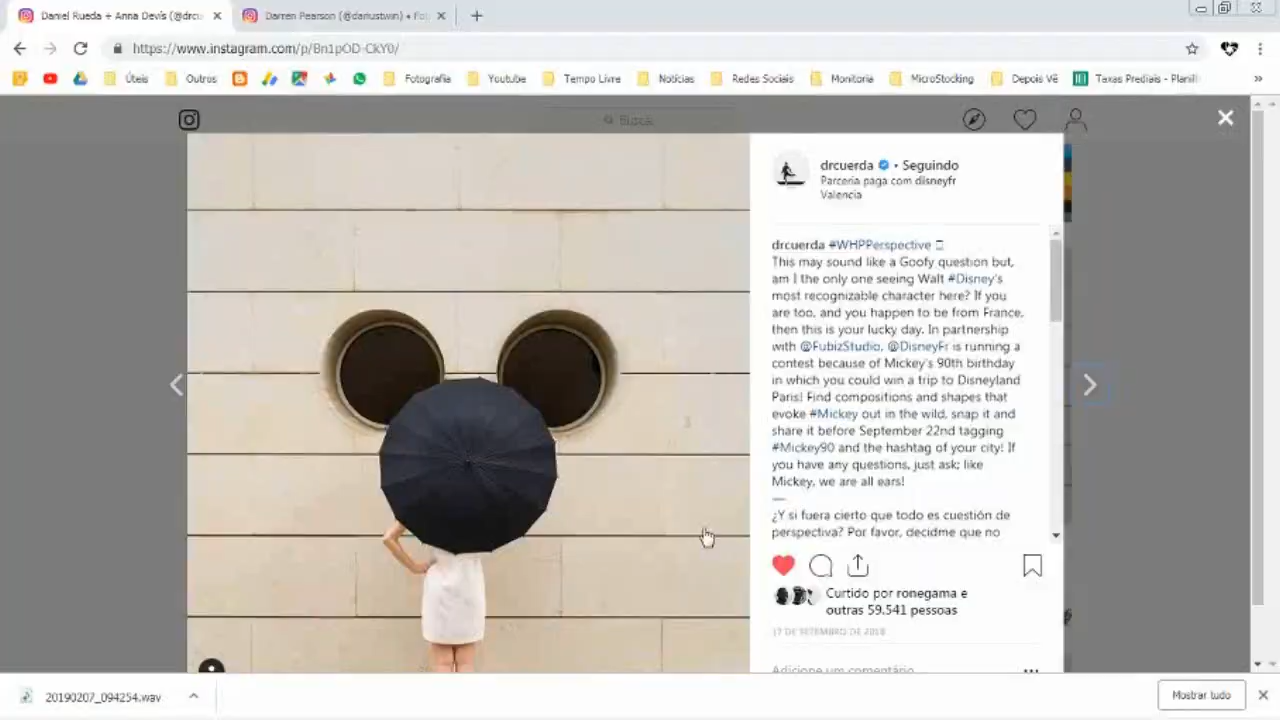 Daniel Rueda + Anna Devís (@drcu
Darren Pearson (@dariustwin) • Fo
https://www.instagram.com/p/Bn1pOD-CkY0/
Úteis
Outros
Fotografia
Youtube
Tempo Livre
Notícias
Redes Sociais
Monitoria
MicroStocking
Depois Vê
Taxas Prediais - Planil
»
Busca
drcuerda • Seguindo
Parceria paga com disneyfr
Valencia
drcuerda #WHPPerspective
This may sound like a Goofy question but,
am I the only one seeing Walt #Disney's
most recognizable character here? If you
are too, and you happen to be from France,
then this is your lucky day. In partnership
with @FubizStudio, @DisneyFr is running a
contest because of Mickey's 90th birthday
in which you could win a trip to Disneyland
Paris! Find compositions and shapes that
evoke #Mickey out in the wild, snap it and
share it before September 22nd tagging
#Mickey90 and the hashtag of your city! If
you have any questions, just ask; like
Mickey, we are all ears!
—
¿Y si fuera cierto que todo es cuestión de
perspectiva? Por favor, decidme que no
Curtido por ronegama e
outras 59.541 pessoas
17 DE SETEMBRO DE 2018
Adicione um comentário...
20190207_094254.wav
Mostrar tudo